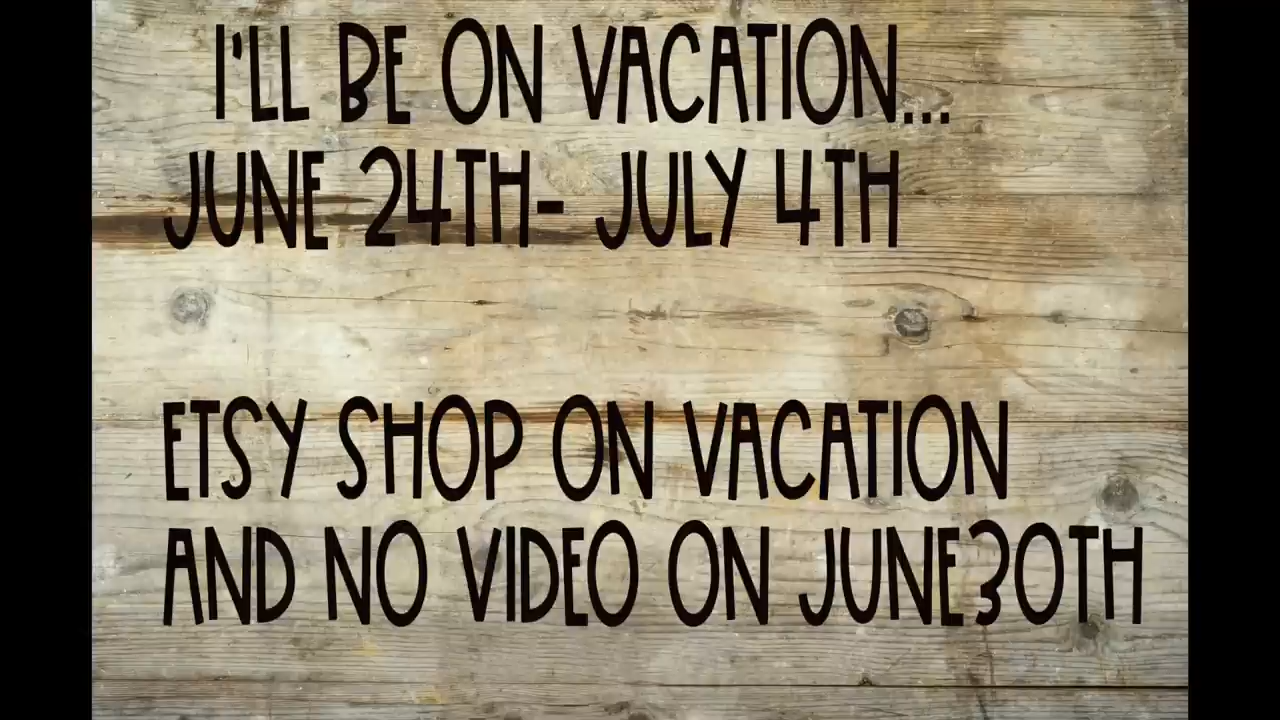 I'LL BE ON VACATION...
JUNE 24TH- JULY 4TH
ETSY SHOP ON VACATION
AND NO VIDEO ON JUNE30TH